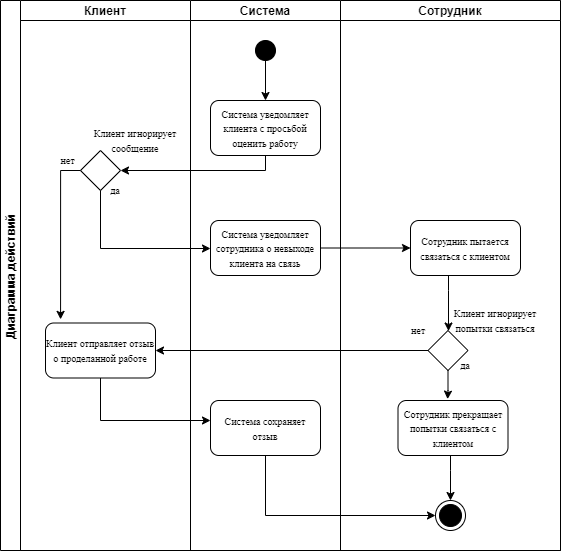 Клиент
Система
Сотрудник
Диаграмма действий
Система уведомляет
клиента с просьбой
оценить работу
Клиент игнорирует
сообщение
нет
да
Система уведомляет
сотрудника о невыходе
клиента на связь
Сотрудник пытается
связаться с клиентом
Клиент игнорирует
попытки связаться
нет
да
Клиент отправляет отзыв
о проделанной работе
Система сохраняет
отзыв
Сотрудник прекращает
попытки связаться с
клиентом